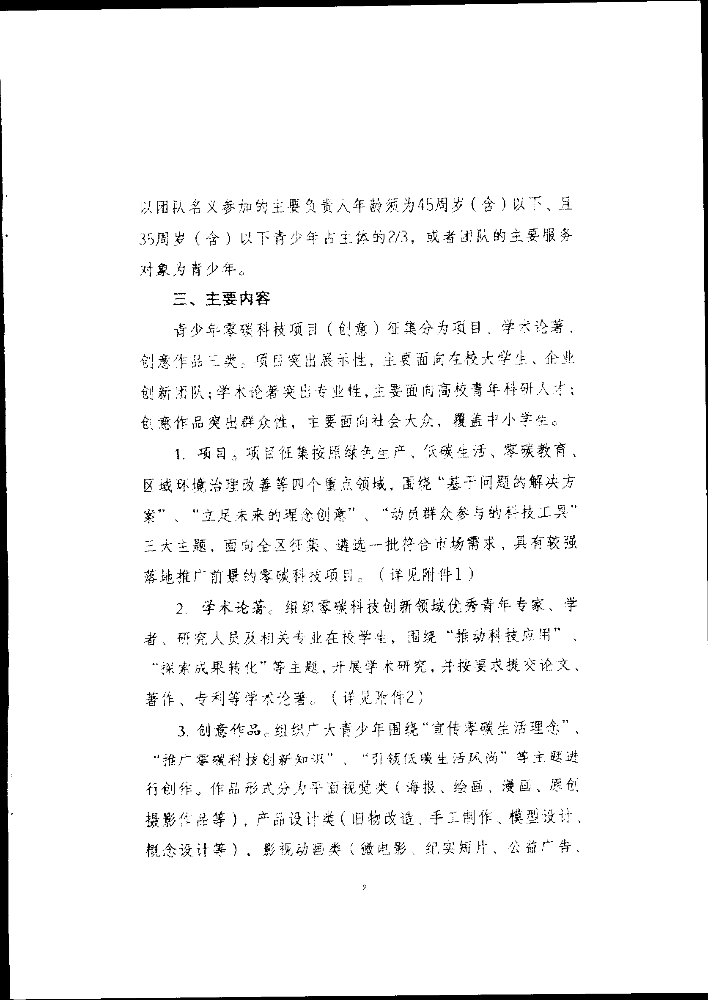 以团队名义参加的主要负责人年龄须为45周岁（含）以下、且
35周岁（含）以下青少年占主体的2/3，或者团队的主要服务
对象为青少年。
三、主要内容
青少年零碳科技项目（创意）征集分为项目、学术论著、
创意作品三类。项目突出展示性，主要面向在校大学生、企业
创新团队；学术论著突出专业性，主要面向高校青年科研人才；
创意作品突出群众性，主要面向社会大众，覆盖中小学生。
1. 项目。项目征集按照绿色生产、低碳生活、零碳教育、
区域环境治理改善等四个重点领域，围绕“基于问题的解决方
案”、“立足未来的理念创意”、“动员群众参与的科技工具”
三大主题，面向全区征集、遴选一批符合市场需求、具有较强
落地推广前景的零碳科技项目。（详见附件1）
2. 学术论著。组织零碳科技创新领域优秀青年专家、学
者、研究人员及相关专业在校学生，围绕“推动科技应用”、
“探索成果转化”等主题，开展学术研究，并按要求提交论文、
著作、专利等学术论著。（详见附件2）
3. 创意作品。组织广大青少年围绕“宣传零碳生活理念”、
“推广零碳科技创新知识”、“引领低碳生活风尚”等主题进
行创作。作品形式分为平面视觉类（海报、绘画、漫画、原创
摄影作品等），产品设计类（旧物改造、手工制作、模型设计、
概念设计等），影视动画类（微电影、纪实短片、公益广告、
2